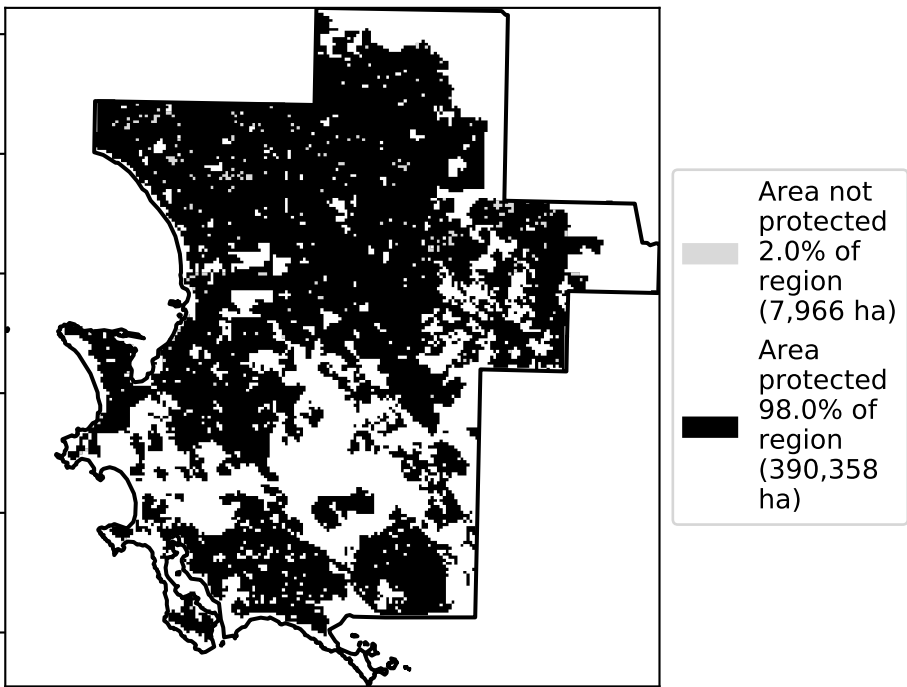 Area not
protected
2.0% of
region
(7,966 ha)
Area
protected
98.0% of
region
(390,358
ha)